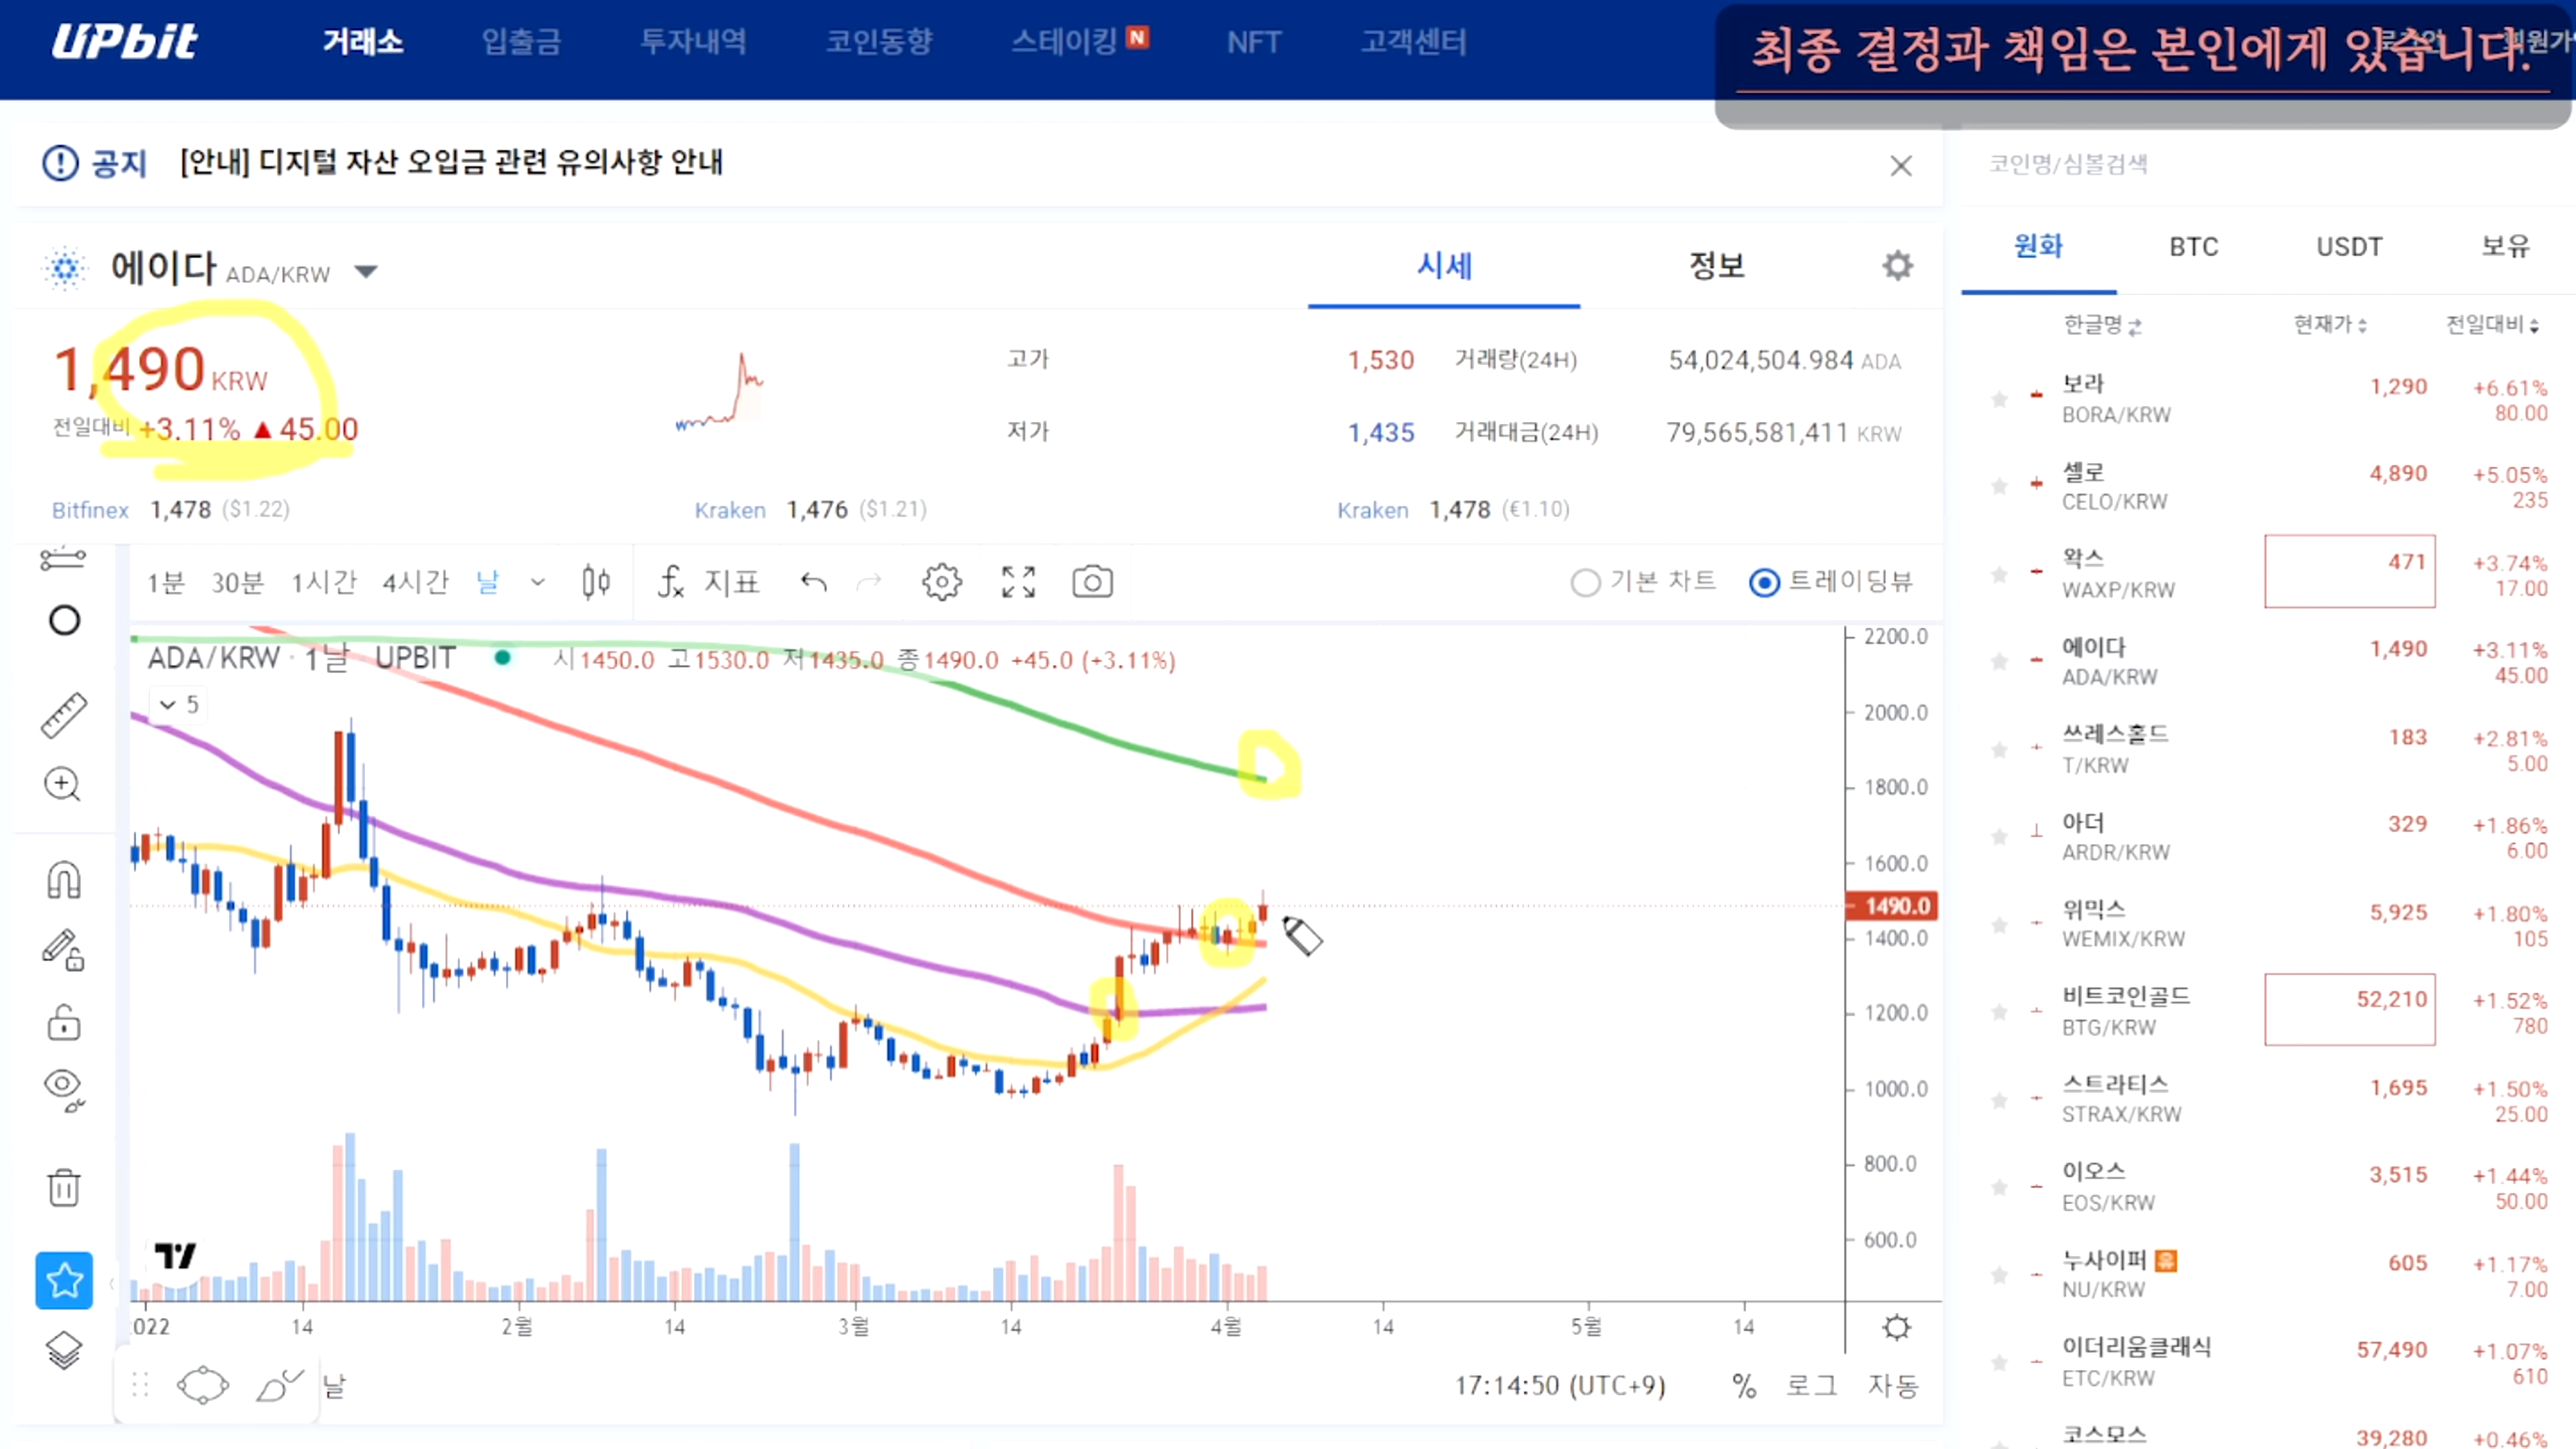 UPbit 거래소 입출금 투자내역 코인동향 스테이킹 N NFT 고객센터
최종 결정과 책임은 본인에게 있습니다.
공지 [안내] 디지털 자산 오입금 관련 유의사항 안내
코인명/심볼검색
에이다 ADA/KRW 시세 정보
원화 BTC USDT 보유
1,490 KRW
전일대비 +3.11% ▲ 45.00
고가 1,530 거래량(24H) 54,024,504.984 ADA
저가 1,435 거래대금(24H) 79,565,581,411 KRW
Bitfinex 1,478 ($1.22) Kraken 1,476 ($1.21) Kraken 1,478 (€1.10)
1분 30분 1시간 4시간 날 지표 기본 차트 트레이딩뷰
ADA/KRW · 1날 UPBIT 시1450.0 고1530.0 저1435.0 종1490.0 +45.0 (+3.11%)
5
2200.0
2000.0
1800.0
1600.0
1490.0
1400.0
1200.0
1000.0
800.0
600.0
2022 14 2월 14 3월 14 4월 14 5월 14
날 17:14:50 (UTC+9) % 로그 자동
한글명 현재가 전일대비
보라 1,290 +6.61%
BORA/KRW 80.00
셀로 4,890 +5.05%
CELO/KRW 235
왁스 471 +3.74%
WAXP/KRW 17.00
에이다 1,490 +3.11%
ADA/KRW 45.00
쓰레스홀드 183 +2.81%
T/KRW 5.00
아더 329 +1.86%
ARDR/KRW 6.00
위믹스 5,925 +1.80%
WEMIX/KRW 105
비트코인골드 52,210 +1.52%
BTG/KRW 780
스트라티스 1,695 +1.50%
STRAX/KRW 25.00
이오스 3,515 +1.44%
EOS/KRW 50.00
누사이퍼 유 605 +1.17%
NU/KRW 7.00
이더리움클래식 57,490 +1.07%
ETC/KRW 610
코스모스 39,280 +0.46%